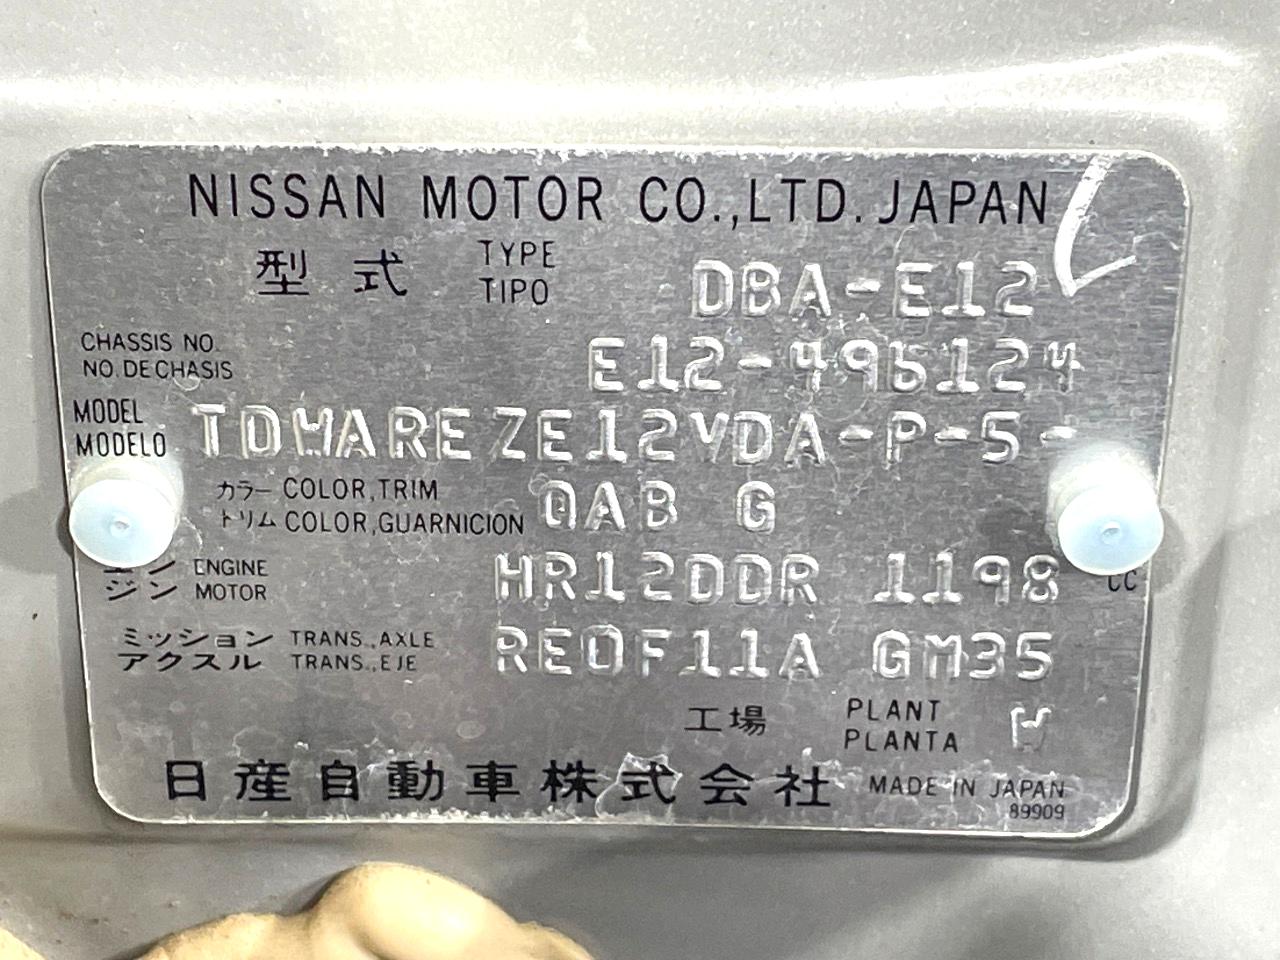 NISSAN MOTOR CO.,LTD. JAPAN
型式 TYPE DBA-E12
TIPO
CHASSIS NO. E12-496124
NO. DE CHASIS
MODEL TDWAREZE12VDA-P-5-
MODELO
カラー COLOR,TRIM QAB G
トリム COLOR,GUARNICION
エン ENGINE HR12DDR 1198 CC
ジン MOTOR
ミッション TRANS.,AXLE RE0F11A GM35
アクスル TRANS.,EJE
工場 PLANT W
PLANTA
日産自動車株式会社 MADE IN JAPAN
89909